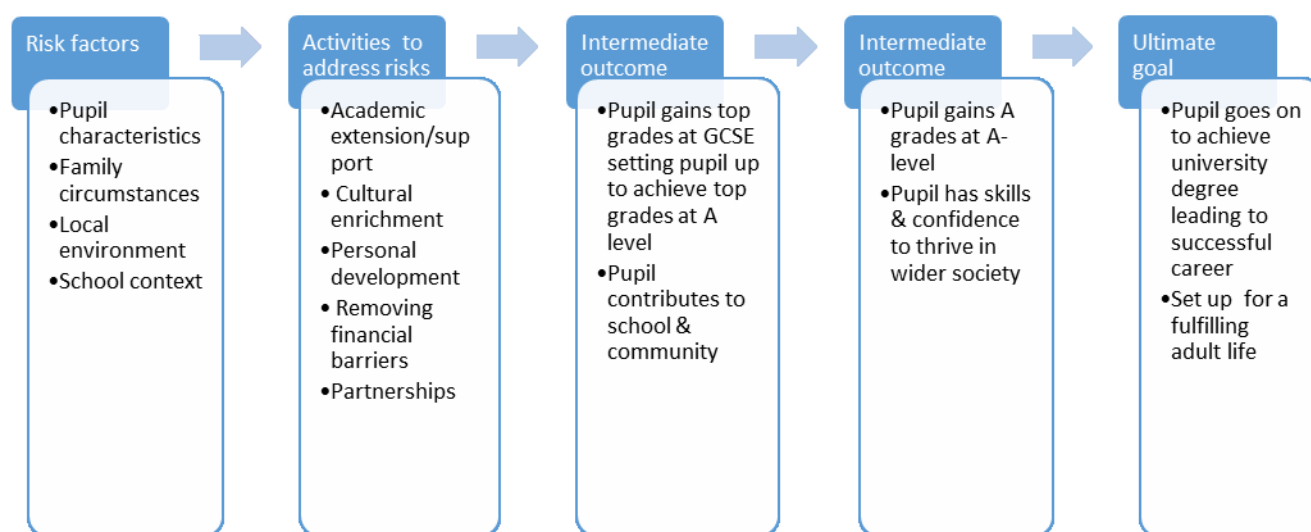 Risk factors
•Pupil
characteristics
•Family
circumstances
•Local
environment
•School context
Activities to
address risks
•Academic
extension/sup
port
• Cultural
enrichment
•Personal
development
• Removing
financial
barriers
•Partnerships
Intermediate
outcome
•Pupil gains top
grades at GCSE
setting pupil up
to achieve top
grades at A
level
•Pupil
contributes to
school &
community
Intermediate
outcome
•Pupil gains A
grades at A-
level
•Pupil has skills
& confidence
to thrive in
wider society
Ultimate
goal
•Pupil goes on
to achieve
university
degree
leading to
successful
career
•Set up for a
fulfilling
adult life